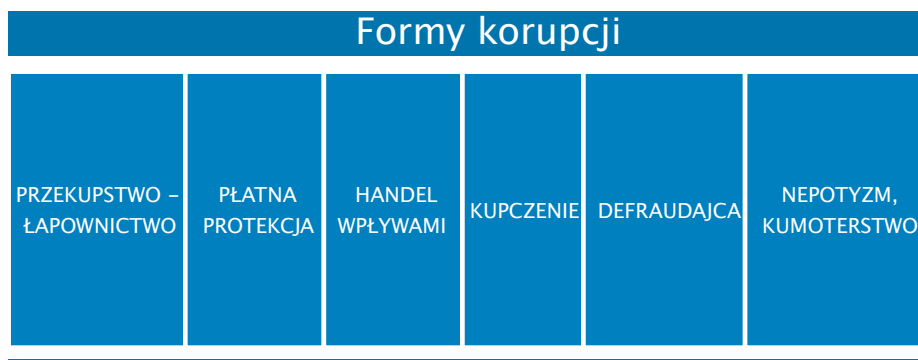 Formy korupcji
PRZEKUPSTWO –
ŁAPOWNICTWO
PŁATNA
PROTEKCJA
HANDEL
WPŁYWAMI
KUPCZENIE
DEFRAUDAJCA
NEPOTYZM,
KUMOTERSTWO